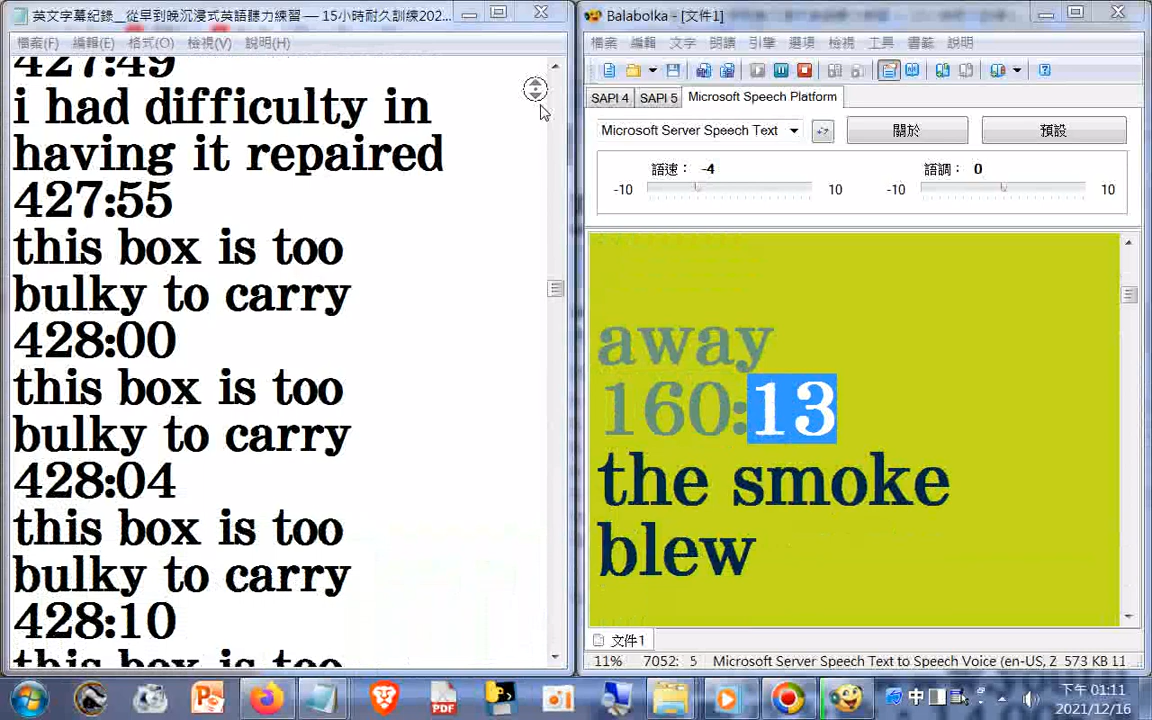 英文字幕紀錄__從早到晚沉浸式英語聽力練習 — 15小時耐久訓練202...
檔案(F) 編輯(E) 格式(O) 檢視(V) 說明(H)
427:49
i had difficulty in
having it repaired
427:55
this box is too
bulky to carry
428:00
this box is too
bulky to carry
428:04
this box is too
bulky to carry
428:10
this box is too
Balabolka - [文件1]
檔案 編輯 文字 朗讀 引擎 選項 檢視 工具 書籤 說明
SAPI 4 SAPI 5 Microsoft Speech Platform
Microsoft Server Speech Text 關於 預設
語速： -4 語調： 0
-10 10 -10 10
away
160:13
the smoke
blew
文件1
11% 7052: 5 Microsoft Server Speech Text to Speech Voice (en-US, Z 573 KB 11
PDF 中 下午 01:11
2021/12/16